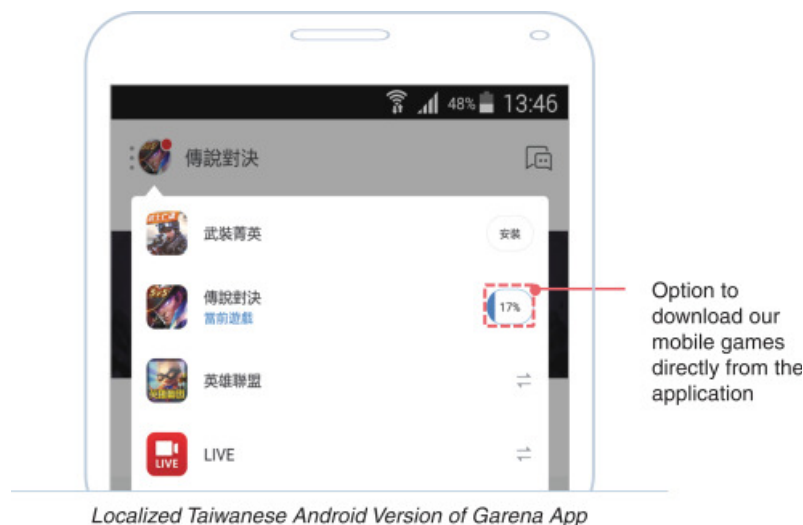 48% 13:46
傳說對決
武裝菁英
安裝
傳說對決
當前遊戲
17%
英雄聯盟
LIVE
LIVE
Option to
download our
mobile games
directly from the
application
Localized Taiwanese Android Version of Garena App